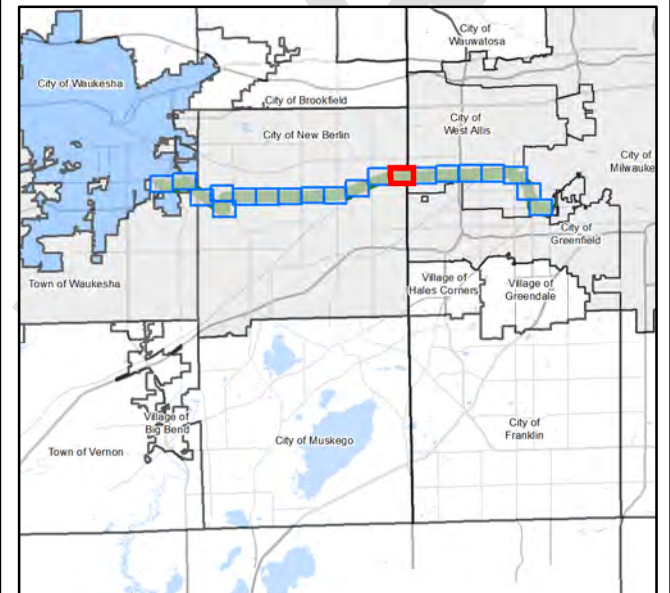 City of
Wauwatosa
City of Waukesha
City of Brookfield
City of New Berlin
City of
West Allis
City of
Milwauke
City of
Greenfield
Town of Waukesha
Village of
Hales Corners
Village of
Greendale
Village of
Big Bend
Town of Vernon
City of Muskego
City of
Franklin